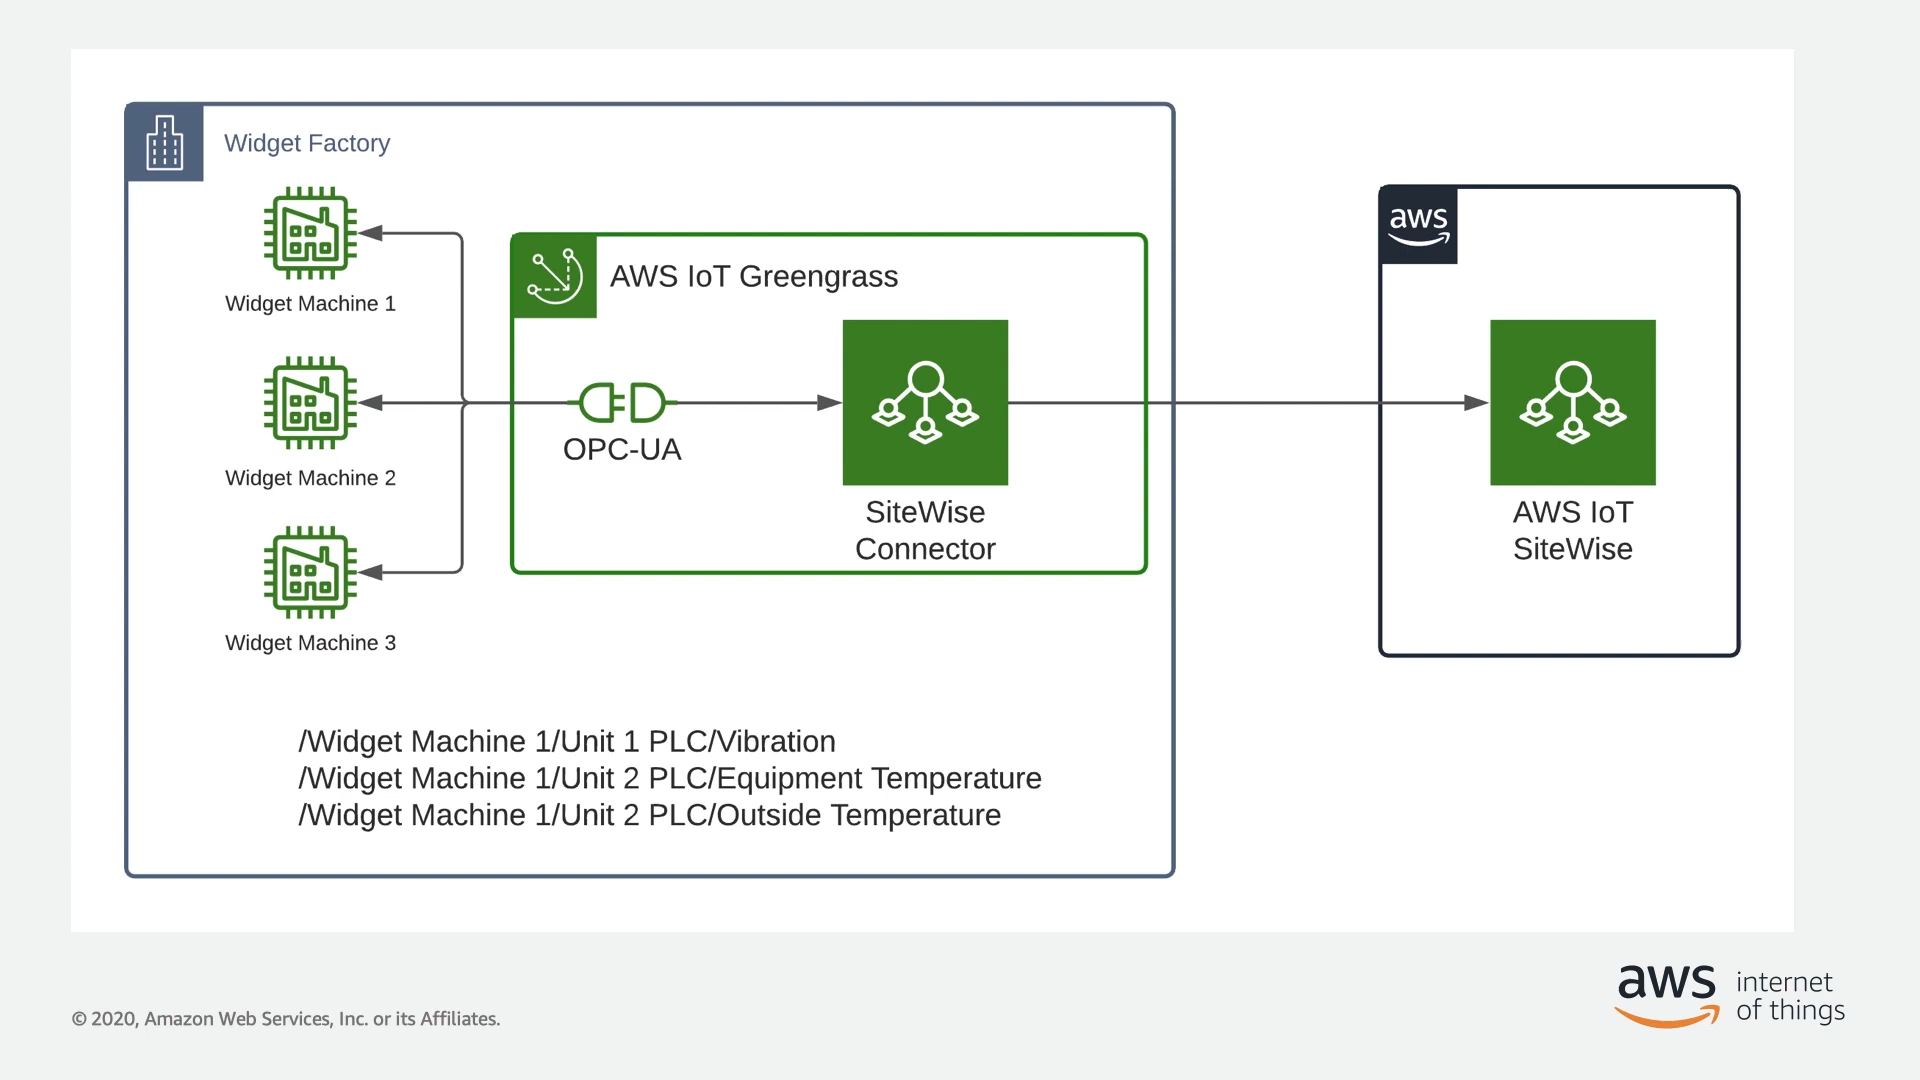 Widget Factory
Widget Machine 1
AWS IoT Greengrass
aws
Widget Machine 2
OPC-UA
SiteWise
Connector
AWS IoT
SiteWise
Widget Machine 3
/Widget Machine 1/Unit 1 PLC/Vibration
/Widget Machine 1/Unit 2 PLC/Equipment Temperature
/Widget Machine 1/Unit 2 PLC/Outside Temperature
© 2020, Amazon Web Services, Inc. or its Affiliates.
aws internet
of things